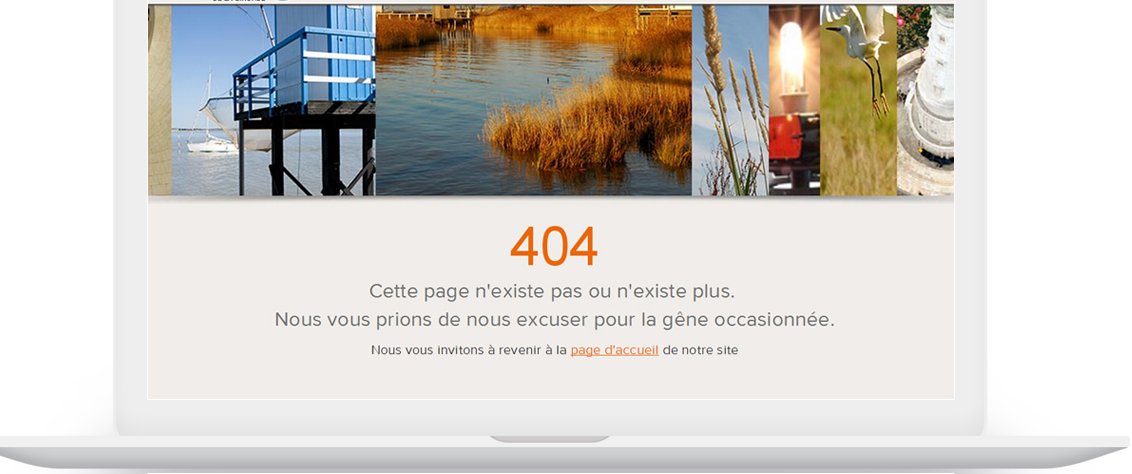 404
Cette page n'existe pas ou n'existe plus.
Nous vous prions de nous excuser pour la gêne occasionnée.
Nous vous invitons à revenir à la page d'accueil de notre site